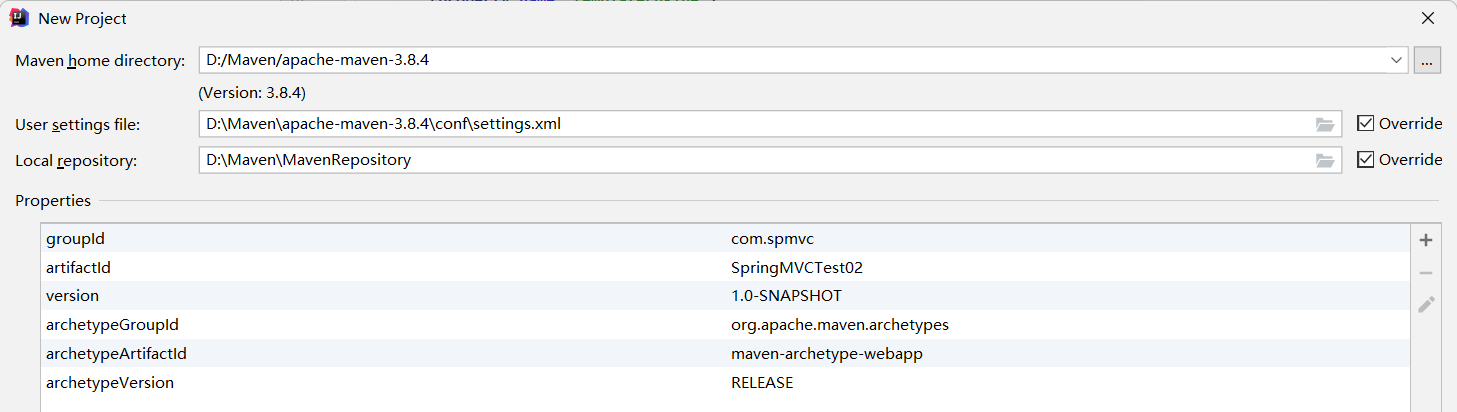 New Project
Maven home directory: D:/Maven/apache-maven-3.8.4 ...
(Version: 3.8.4)
User settings file: D:\Maven\apache-maven-3.8.4\conf\settings.xml Override
Local repository: D:\Maven\MavenRepository Override
Properties
groupId com.spmvc
artifactId SpringMVCTest02
version 1.0-SNAPSHOT
archetypeGroupId org.apache.maven.archetypes
archetypeArtifactId maven-archetype-webapp
archetypeVersion RELEASE